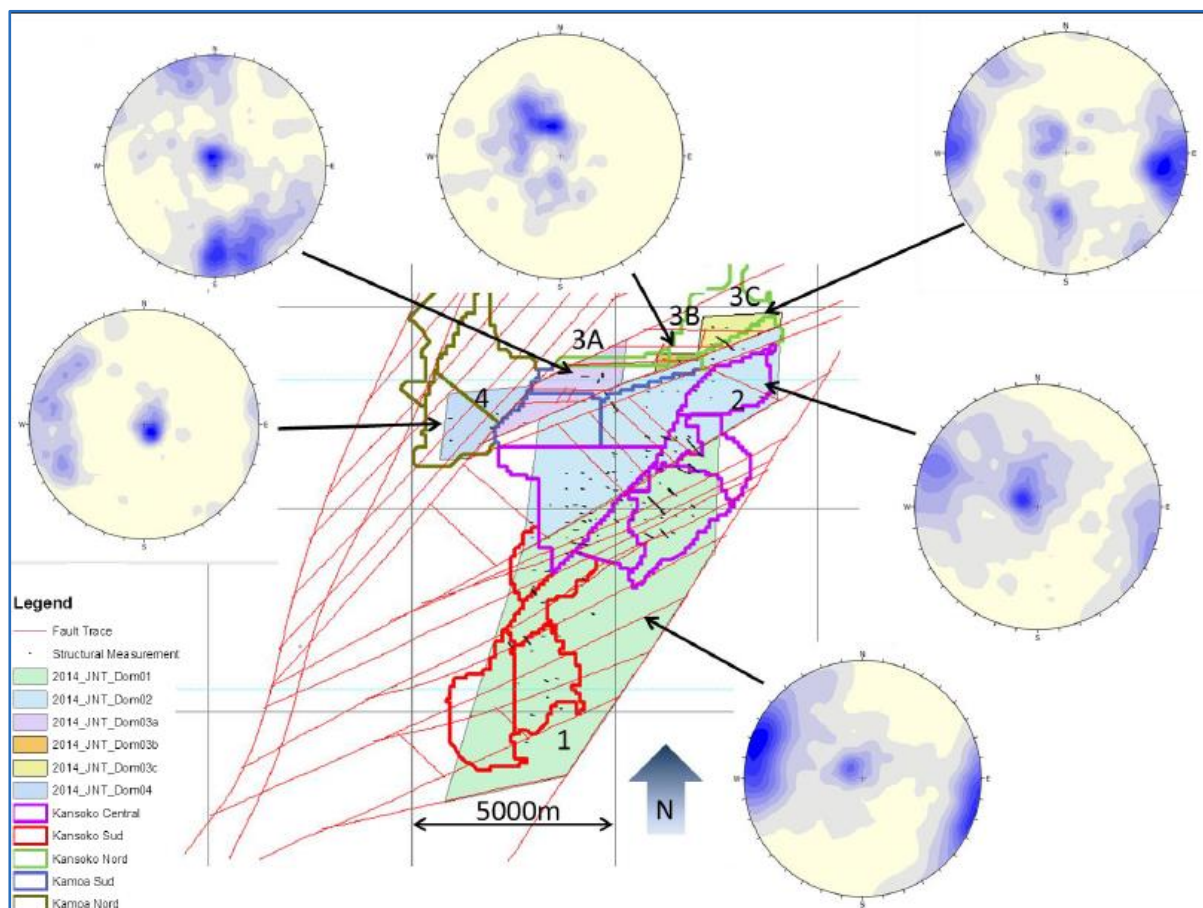 N
W
E
S
N
W
E
S
N
W
E
S
N
W
E
S
N
W
E
S
N
W
E
S
3A
3B
3C
4
2
1
5000m
N
Legend
Fault Trace
Structural Measurement
2014_JNT_Dom01
2014_JNT_Dom02
2014_JNT_Dom03a
2014_JNT_Dom03b
2014_JNT_Dom03c
2014_JNT_Dom04
Kansoko Central
Kansoko Sud
Kansoko Nord
Kamoa Sud
Kamoa Nord